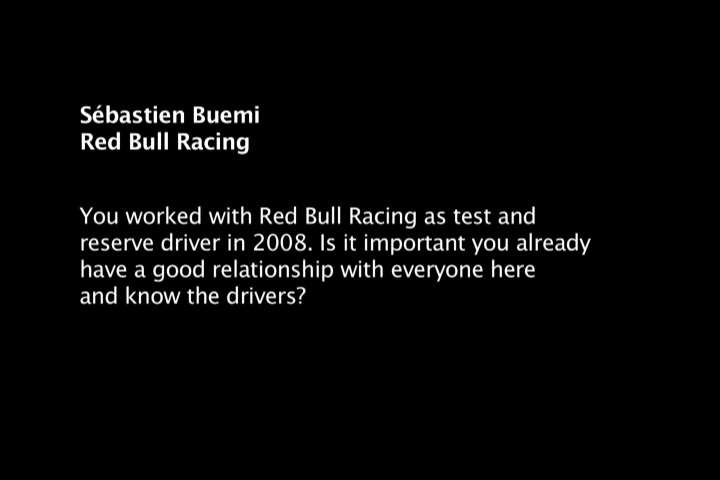 Sébastien Buemi
Red Bull Racing
You worked with Red Bull Racing as test and
reserve driver in 2008. Is it important you already
have a good relationship with everyone here
and know the drivers?